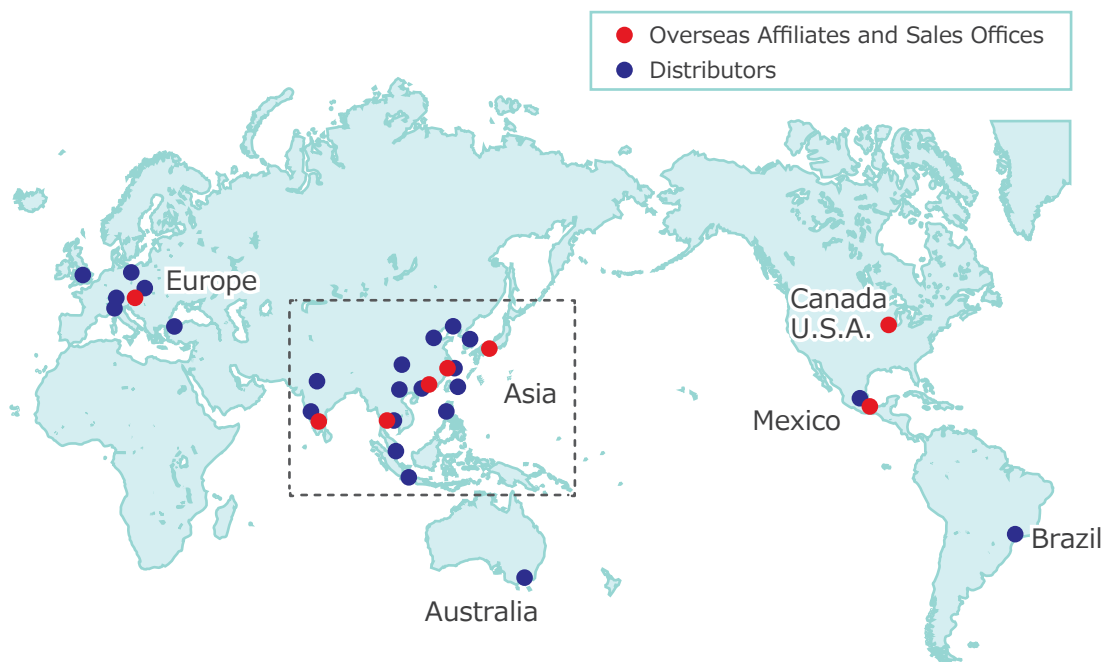 Overseas Affiliates and Sales Offices
Distributors
Europe
Canada
U.S.A.
Asia
Mexico
Brazil
Australia